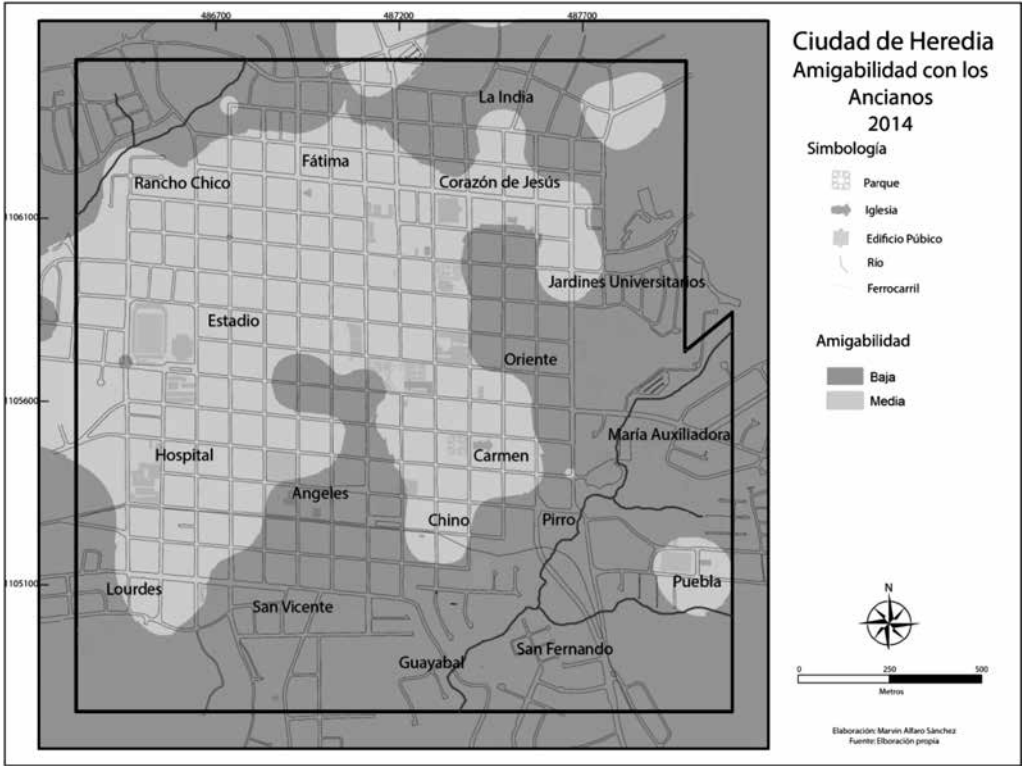 486700
487200
487700
1106100
1105600
1105100
La India
Fátima
Rancho Chico
Corazón de Jesús
Jardines Universitarios
Estadio
Oriente
María Auxiliadora
Hospital
Carmen
Angeles
Chino
Pirro
Puebla
Lourdes
San Vicente
San Fernando
Guayabal
Ciudad de Heredia
Amigabilidad con los
Ancianos
2014
Simbología
Parque
Iglesia
Edificio Púbico
Río
Ferrocarril
Amigabilidad
Baja
Media
N
0 250 500
Metros
Elaboración: Marvin Alfaro Sánchez
Fuente: Elboración propia